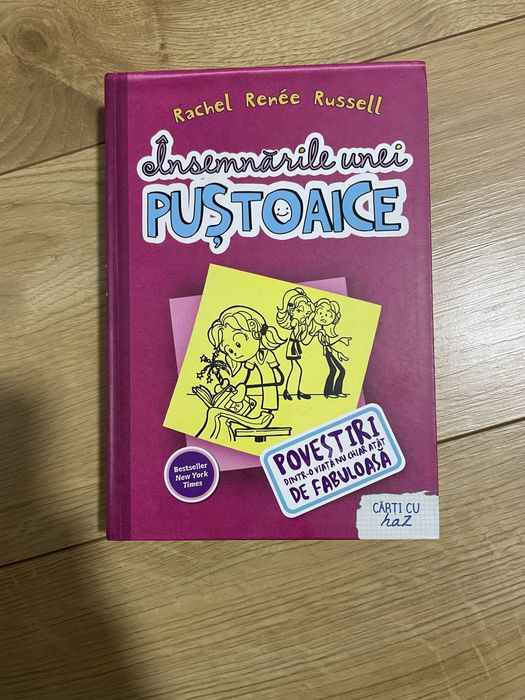 Rachel Renée Russell
Însemnările unei
PUȘTOAICE
POVESTIRI
DINTR-O VIAȚĂ NU CHIAR ATÂT
DE FABULOASĂ
Bestseller
New York
Times
CĂRȚI CU
haZ